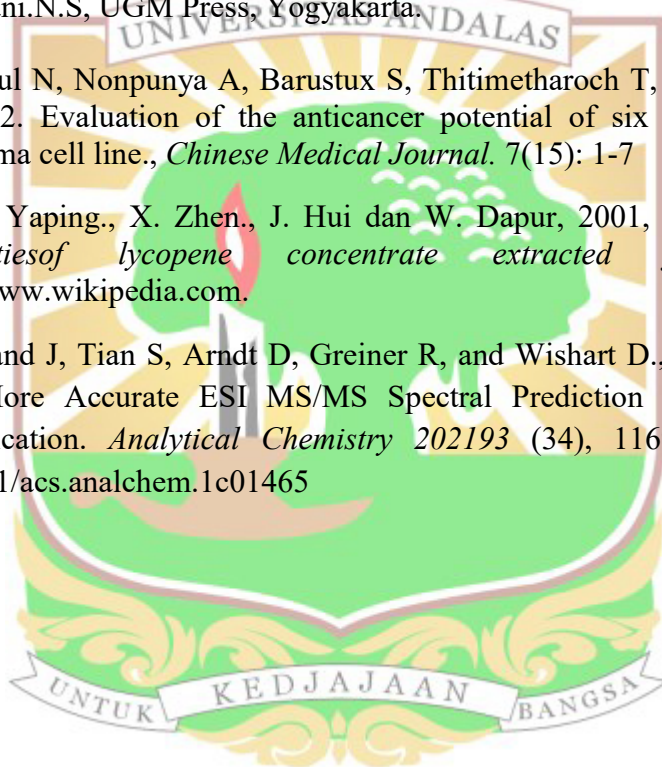 ani.N.S, UGM Press, Yogyakarta.
UNIVERSITAS ANDALAS
ul N, Nonpunya A, Barustux S, Thitimetharoch T,
2. Evaluation of the anticancer potential of six
ma cell line., Chinese Medical Journal. 7(15): 1-7
Yaping., X. Zhen., J. Hui dan W. Dapur, 2001,
tiesof lycopene concentrate extracted
ww.wikipedia.com.
and J, Tian S, Arndt D, Greiner R, and Wishart D.,
More Accurate ESI MS/MS Spectral Prediction
ication. Analytical Chemistry 202193 (34), 116
1/acs.analchem.1c01465
UNTUK KEDJAJAAN BANGSA